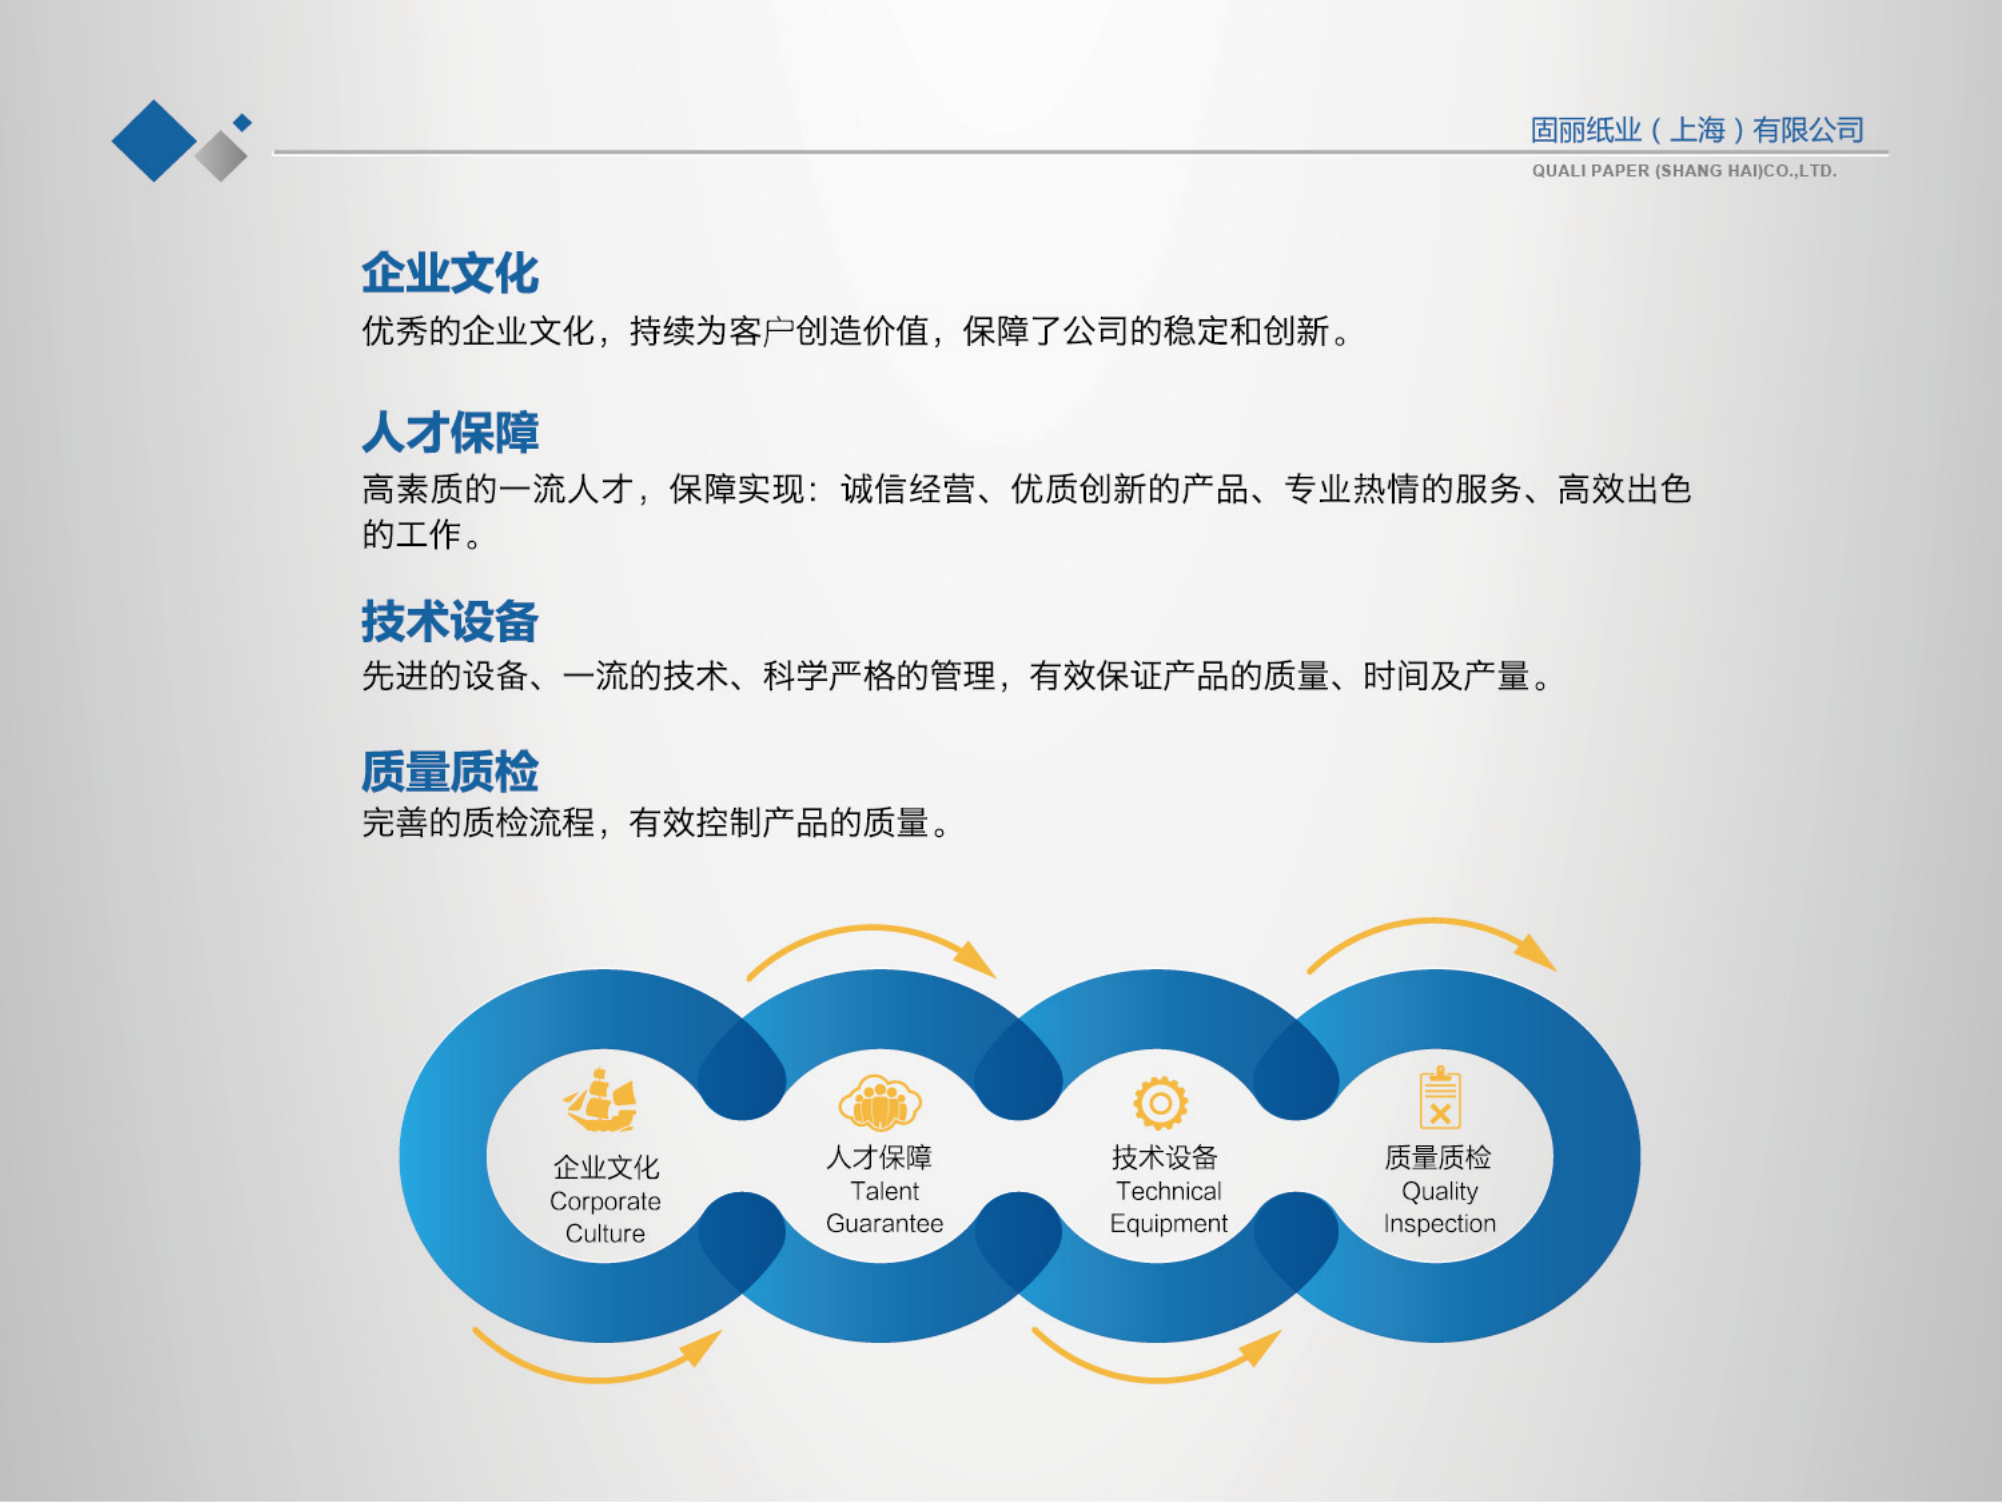 固丽纸业（上海）有限公司
QUALI PAPER (SHANG HAI)CO.,LTD.
企业文化
优秀的企业文化，持续为客户创造价值，保障了公司的稳定和创新。
人才保障
高素质的一流人才，保障实现：诚信经营、优质创新的产品、专业热情的服务、高效出色
的工作。
技术设备
先进的设备、一流的技术、科学严格的管理，有效保证产品的质量、时间及产量。
质量质检
完善的质检流程，有效控制产品的质量。
企业文化
Corporate
Culture
人才保障
Talent
Guarantee
技术设备
Technical
Equipment
质量质检
Quality
Inspection